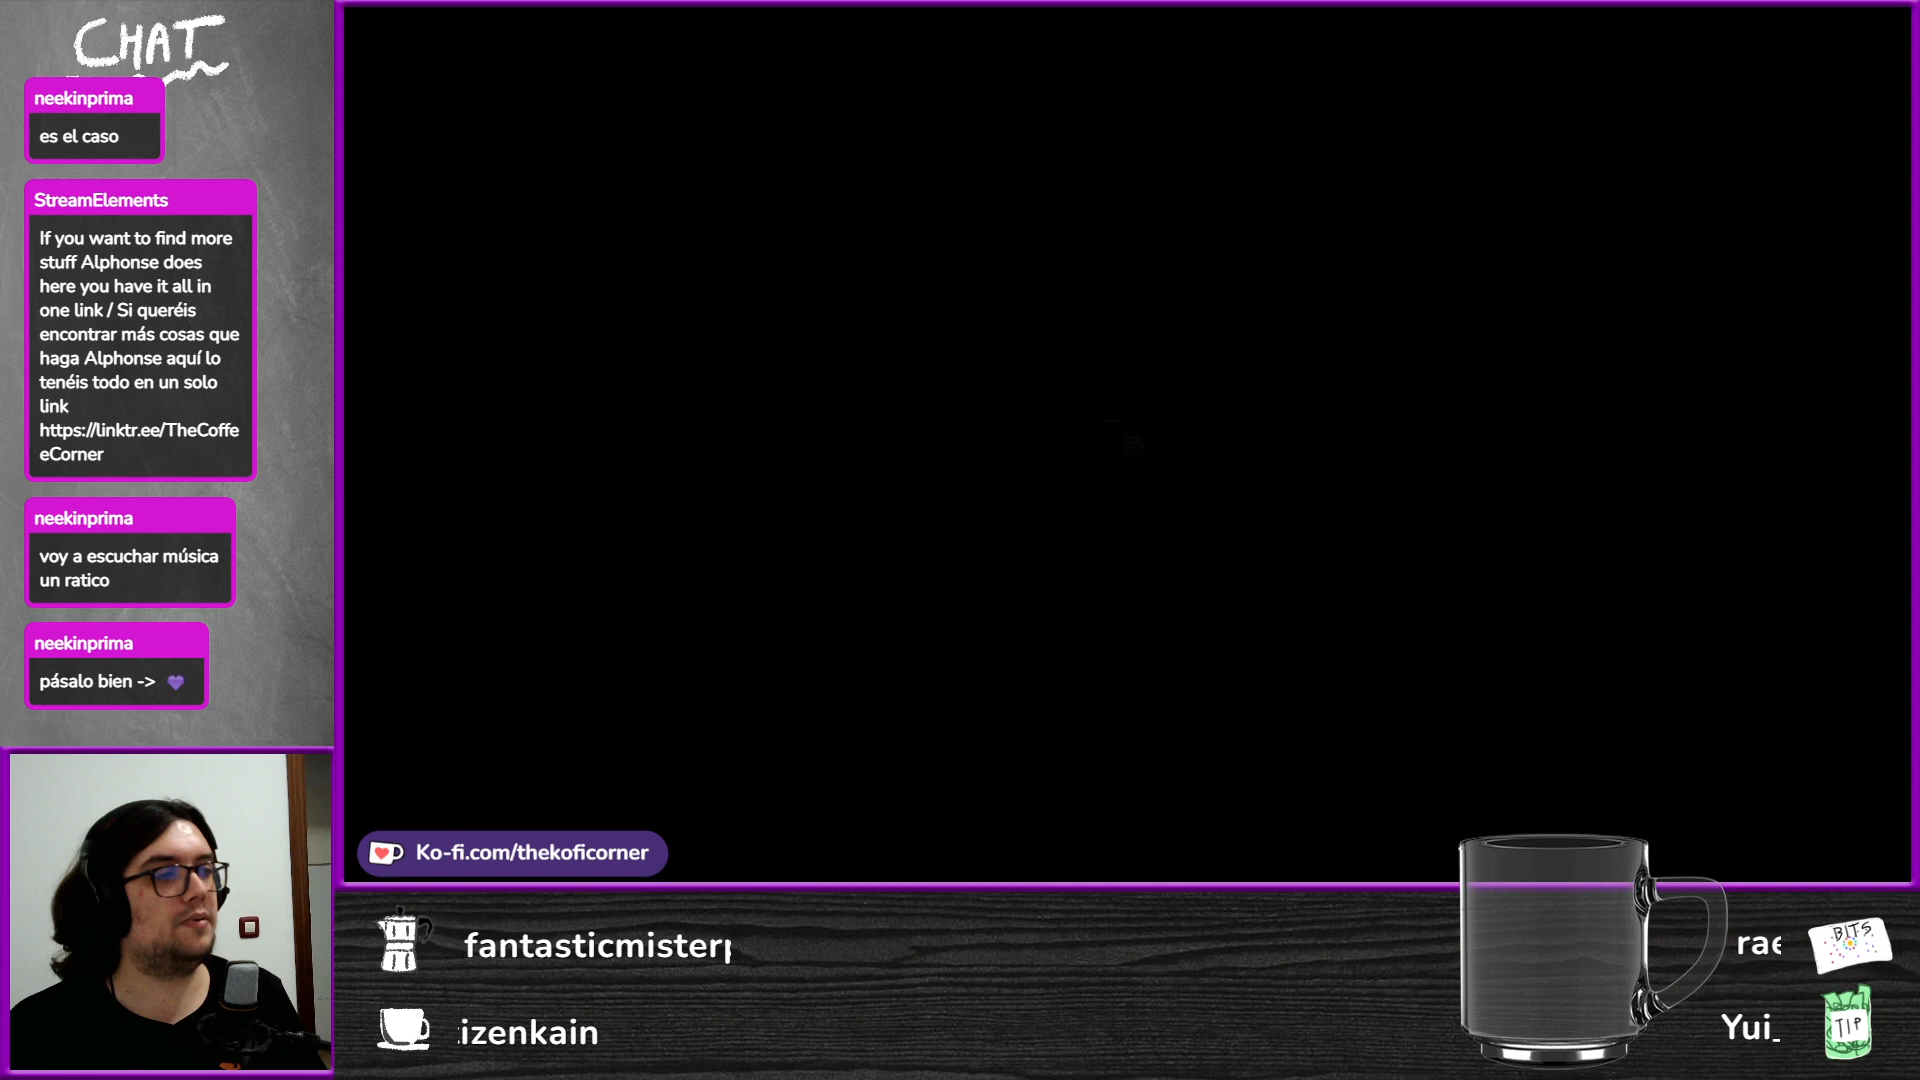 CHAT
neekinprima
es el caso
StreamElements
If you want to find more
stuff Alphonse does
here you have it all in
one link / Si queréis
encontrar más cosas que
haga Alphonse aquí lo
tenéis todo en un solo
link
https://linktr.ee/TheCoffe
eCorner
neekinprima
voy a escuchar música
un ratico
neekinprima
pásalo bien ->
Ko-fi.com/thekoficorner
fantasticmister
izenkain
rae
BITS
Yui_
TIP